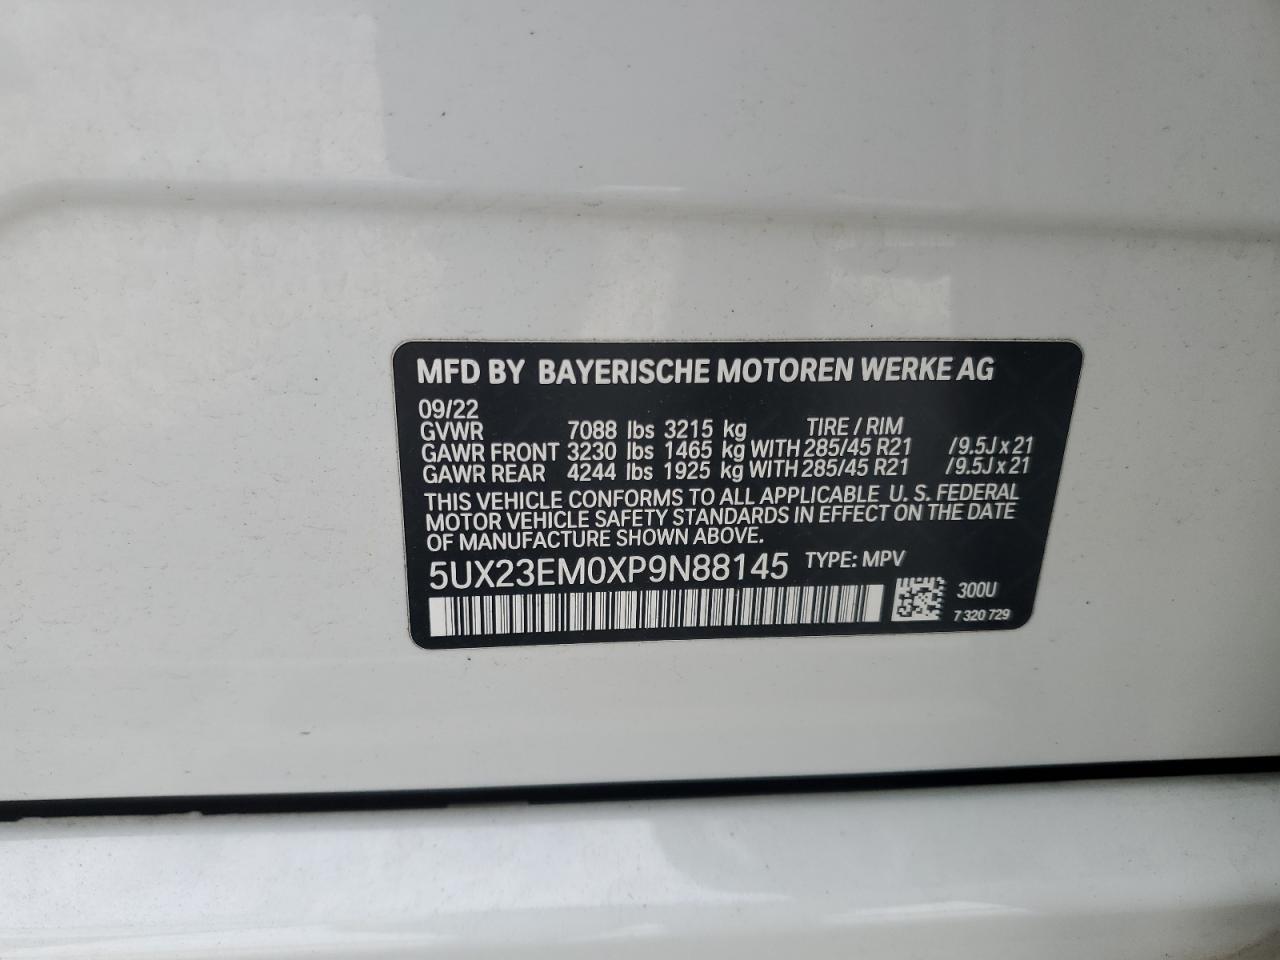 MFD BY BAYERISCHE MOTOREN WERKE AG
09/22
GVWR 7088 lbs 3215 kg TIRE / RIM
GAWR FRONT 3230 lbs 1465 kg WITH 285/45 R21 /9.5J x 21
GAWR REAR 4244 lbs 1925 kg WITH 285/45 R21 /9.5J x 21
THIS VEHICLE CONFORMS TO ALL APPLICABLE U. S. FEDERAL
MOTOR VEHICLE SAFETY STANDARDS IN EFFECT ON THE DATE
OF MANUFACTURE SHOWN ABOVE.
5UX23EM0XP9N88145 TYPE: MPV
300U
7 320 729